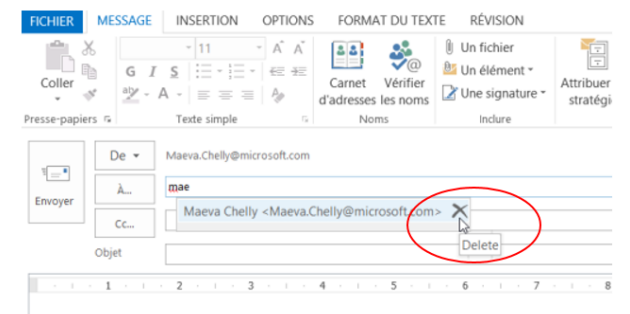 FICHIER MESSAGE INSERTION OPTIONS FORMAT DU TEXTE RÉVISION
Coller
Presse-papiers
11 A A
G I S
aby A
Texte simple
Carnet d'adresses
Vérifier les noms
Noms
Un fichier
Un élément
Une signature
Inclure
Attribuer
stratégi
Envoyer
De Maeva.Chelly@microsoft.com
À... mae
Maeva Chelly <Maeva.Chelly@microsoft.com>
Delete
Cc...
Objet
1 2 3 4 5 6 7 8